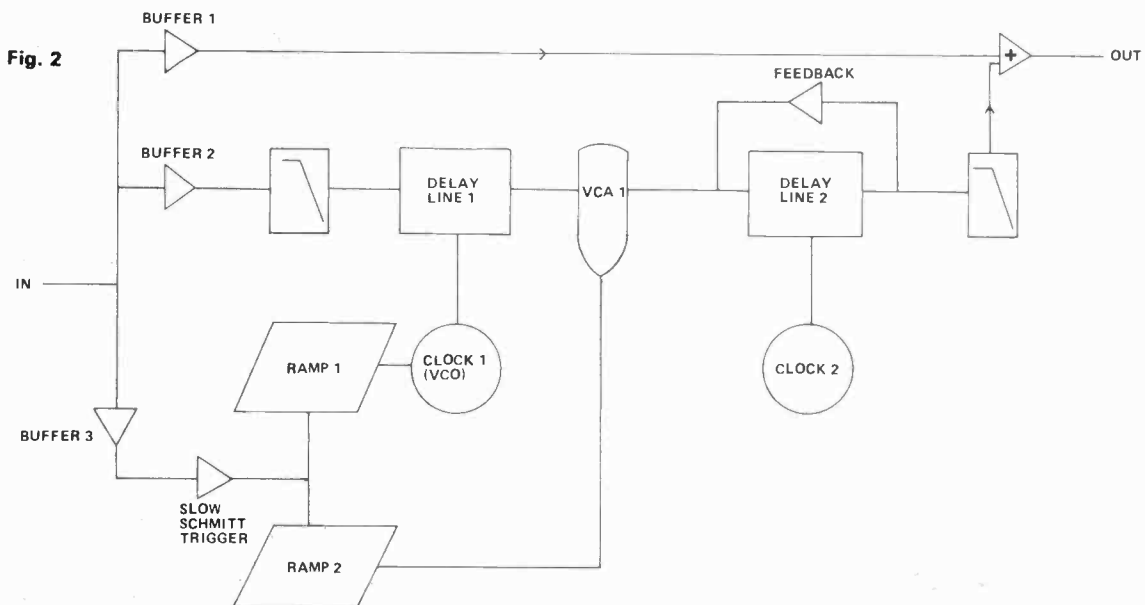 BUFFER 1
Fig. 2
+
OUT
FEEDBACK
BUFFER 2
DELAY
LINE 1
VCA 1
DELAY
LINE 2
IN
RAMP 1
CLOCK 1
(VCO)
CLOCK 2
BUFFER 3
SLOW
SCHMITT
TRIGGER
RAMP 2